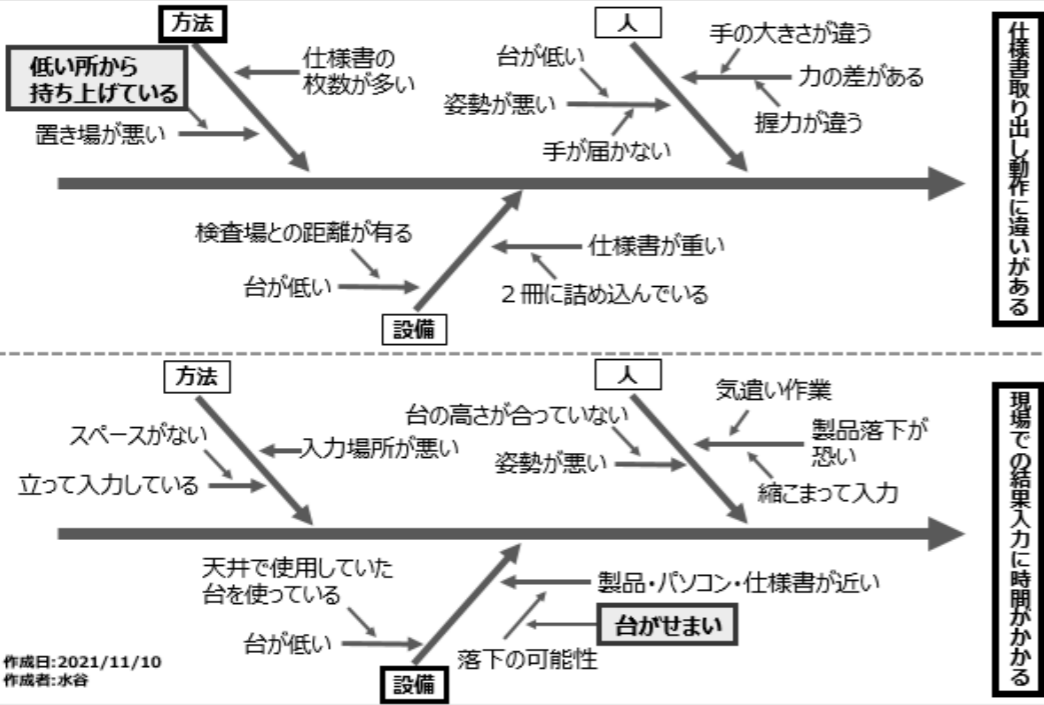 方法
低い所から
持ち上げている
仕様書の
枚数が多い
置き場が悪い
人
台が低い
手の大きさが違う
姿勢が悪い
力の差がある
手が届かない
握力が違う
仕様書取り出し動作に違いがある
検査場との距離が有る
仕様書が重い
台が低い
2冊に詰め込んでいる
設備
方法
スペースがない
入力場所が悪い
立って入力している
人
台の高さが合っていない
気遣い作業
製品落下が
恐い
姿勢が悪い
縮こまって入力
現場での結果入力に時間がかかる
天井で使用していた
台を使っている
製品・パソコン・仕様書が近い
台がせまい
台が低い
落下の可能性
設備
作成日:2021/11/10
作成者:水谷